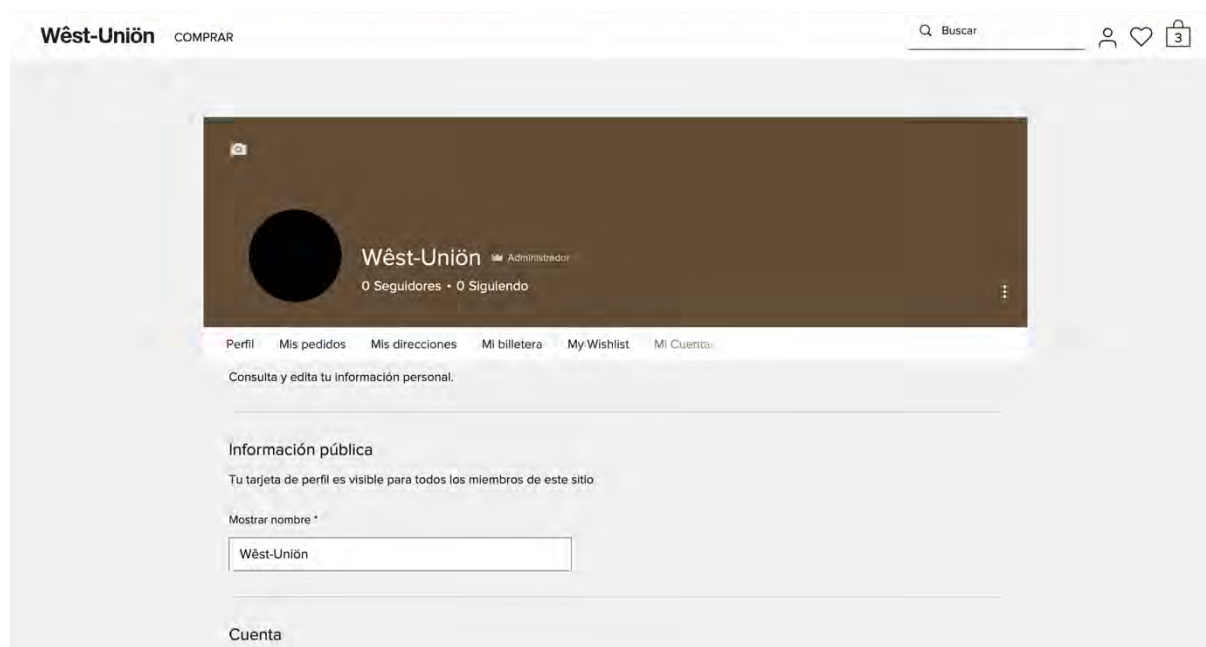 Wêst-Uniön COMPRAR Buscar 3
Wêst-Uniön Administrador
0 Seguidores • 0 Siguiendo
Perfil Mis pedidos Mis direcciones Mi billetera My Wishlist Mi Cuenta
Consulta y edita tu información personal.
Información pública
Tu tarjeta de perfil es visible para todos los miembros de este sitio
Mostrar nombre *
Wêst-Uniön
Cuenta